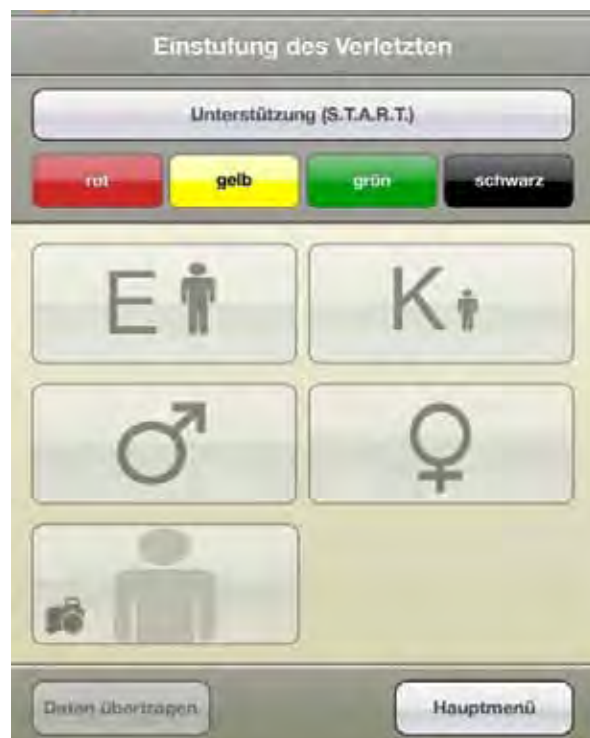 Einstufung des Verletzten
Unterstützung (S.T.A.R.T.)
rot gelb grün schwarz
E K
Daten übertragen Hauptmenü